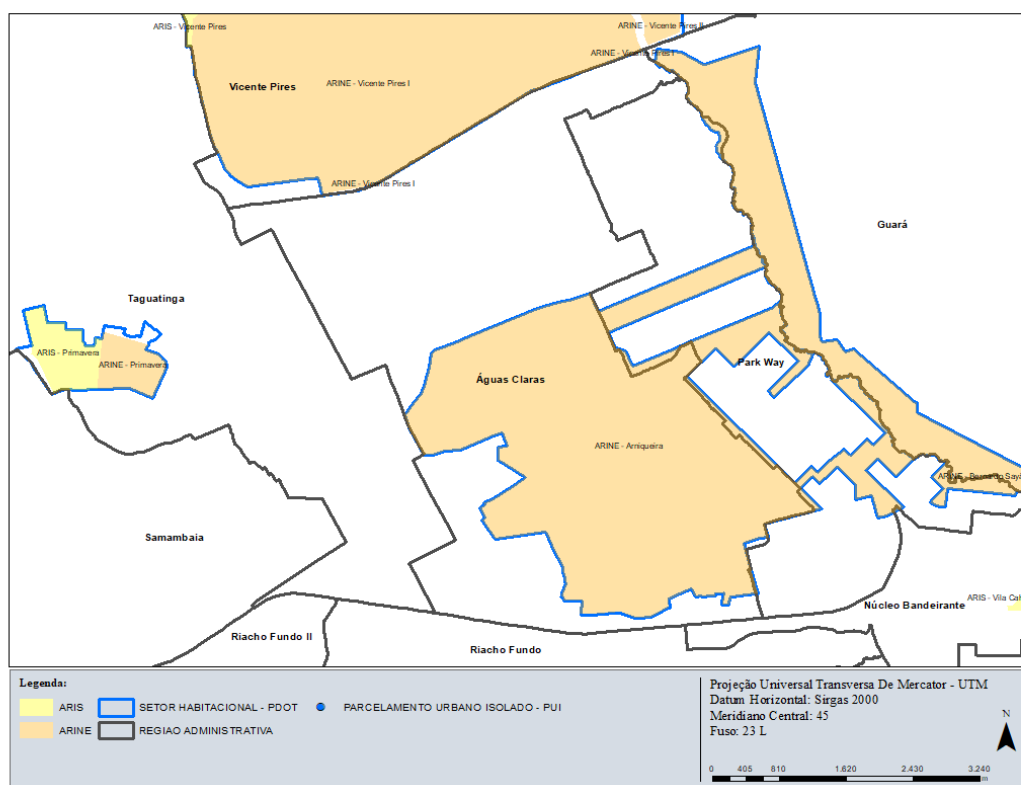 ARIS - Vicente Pires
ARINE - Vicente Pires II
ARINE - Vicente Pires I
Vicente Pires
ARINE - Vicente Pires I
ARINE - Vicente Pires I
Guará
Taguatinga
ARIS - Primavera
ARINE - Primavera
Park Way
Águas Claras
ARINE - Arniqueira
ARINE -
Samambaia
ARIS - Vila
Núcleo Bandeirante
Riacho Fundo II
Riacho Fundo
Legenda:
ARIS
SETOR HABITACIONAL - PDOT
PARCELAMENTO URBANO ISOLADO - PUI
ARINE
REGIAO ADMINISTRATIVA
Projeção Universal Transversa De Mercator - UTM
Datum Horizontal: Sirgas 2000
Meridiano Central: 45
Fuso: 23 L
N
0 405 810 1.620 2.430 3.240